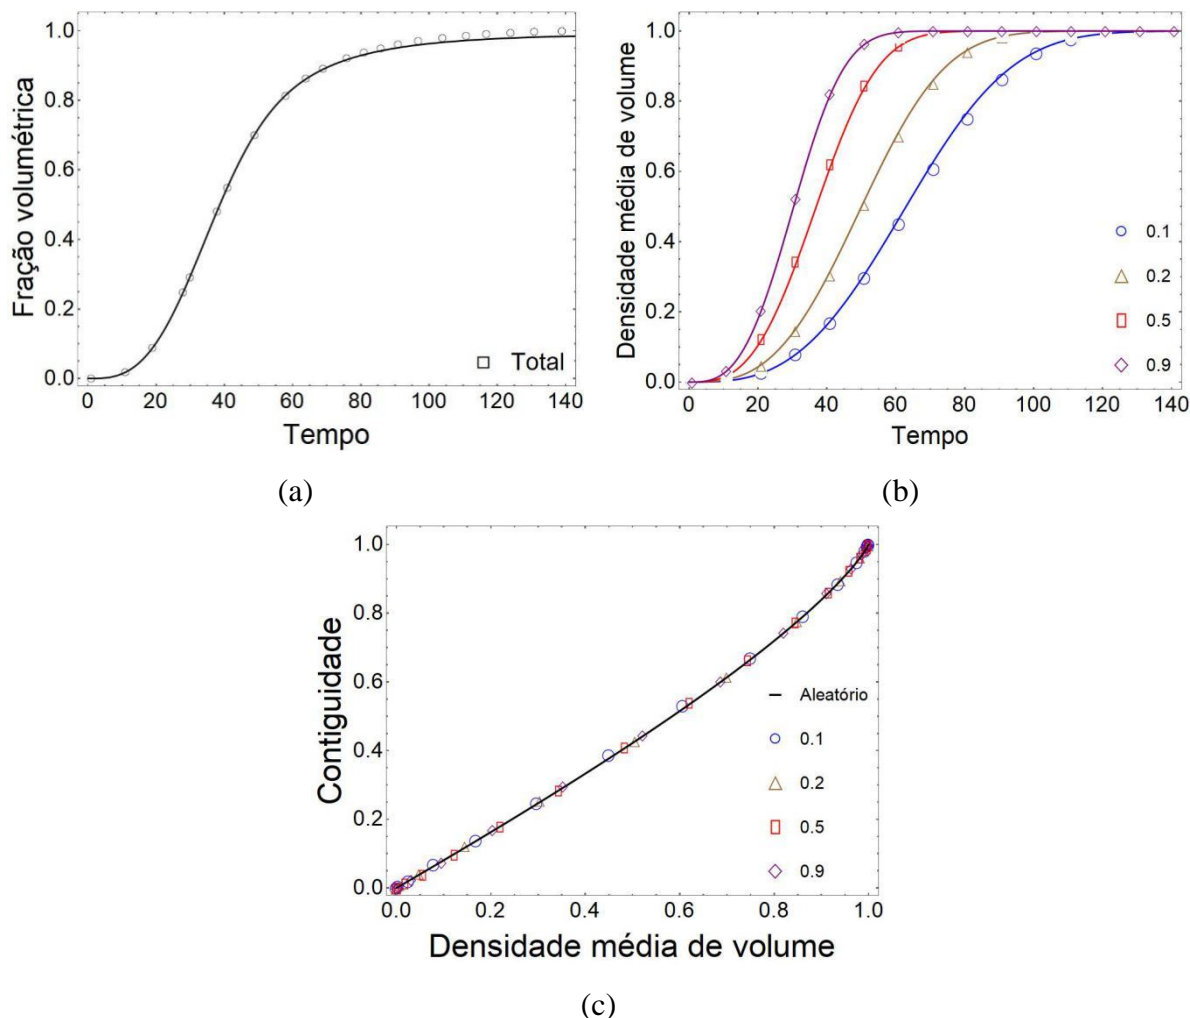 1.0
0.8
0.6
0.4
0.2
0.0
Fração volumétrica
Total
0 20 40 60 80 100 120 140
Tempo
(a)
1.0
0.8
0.6
0.4
0.2
0.0
Densidade média de volume
0.1
0.2
0.5
0.9
0 20 40 60 80 100 120 140
Tempo
(b)
1.0
0.8
0.6
0.4
0.2
0.0
Contiguidade
Aleatório
0.1
0.2
0.5
0.9
0.0 0.2 0.4 0.6 0.8 1.0
Densidade média de volume
(c)